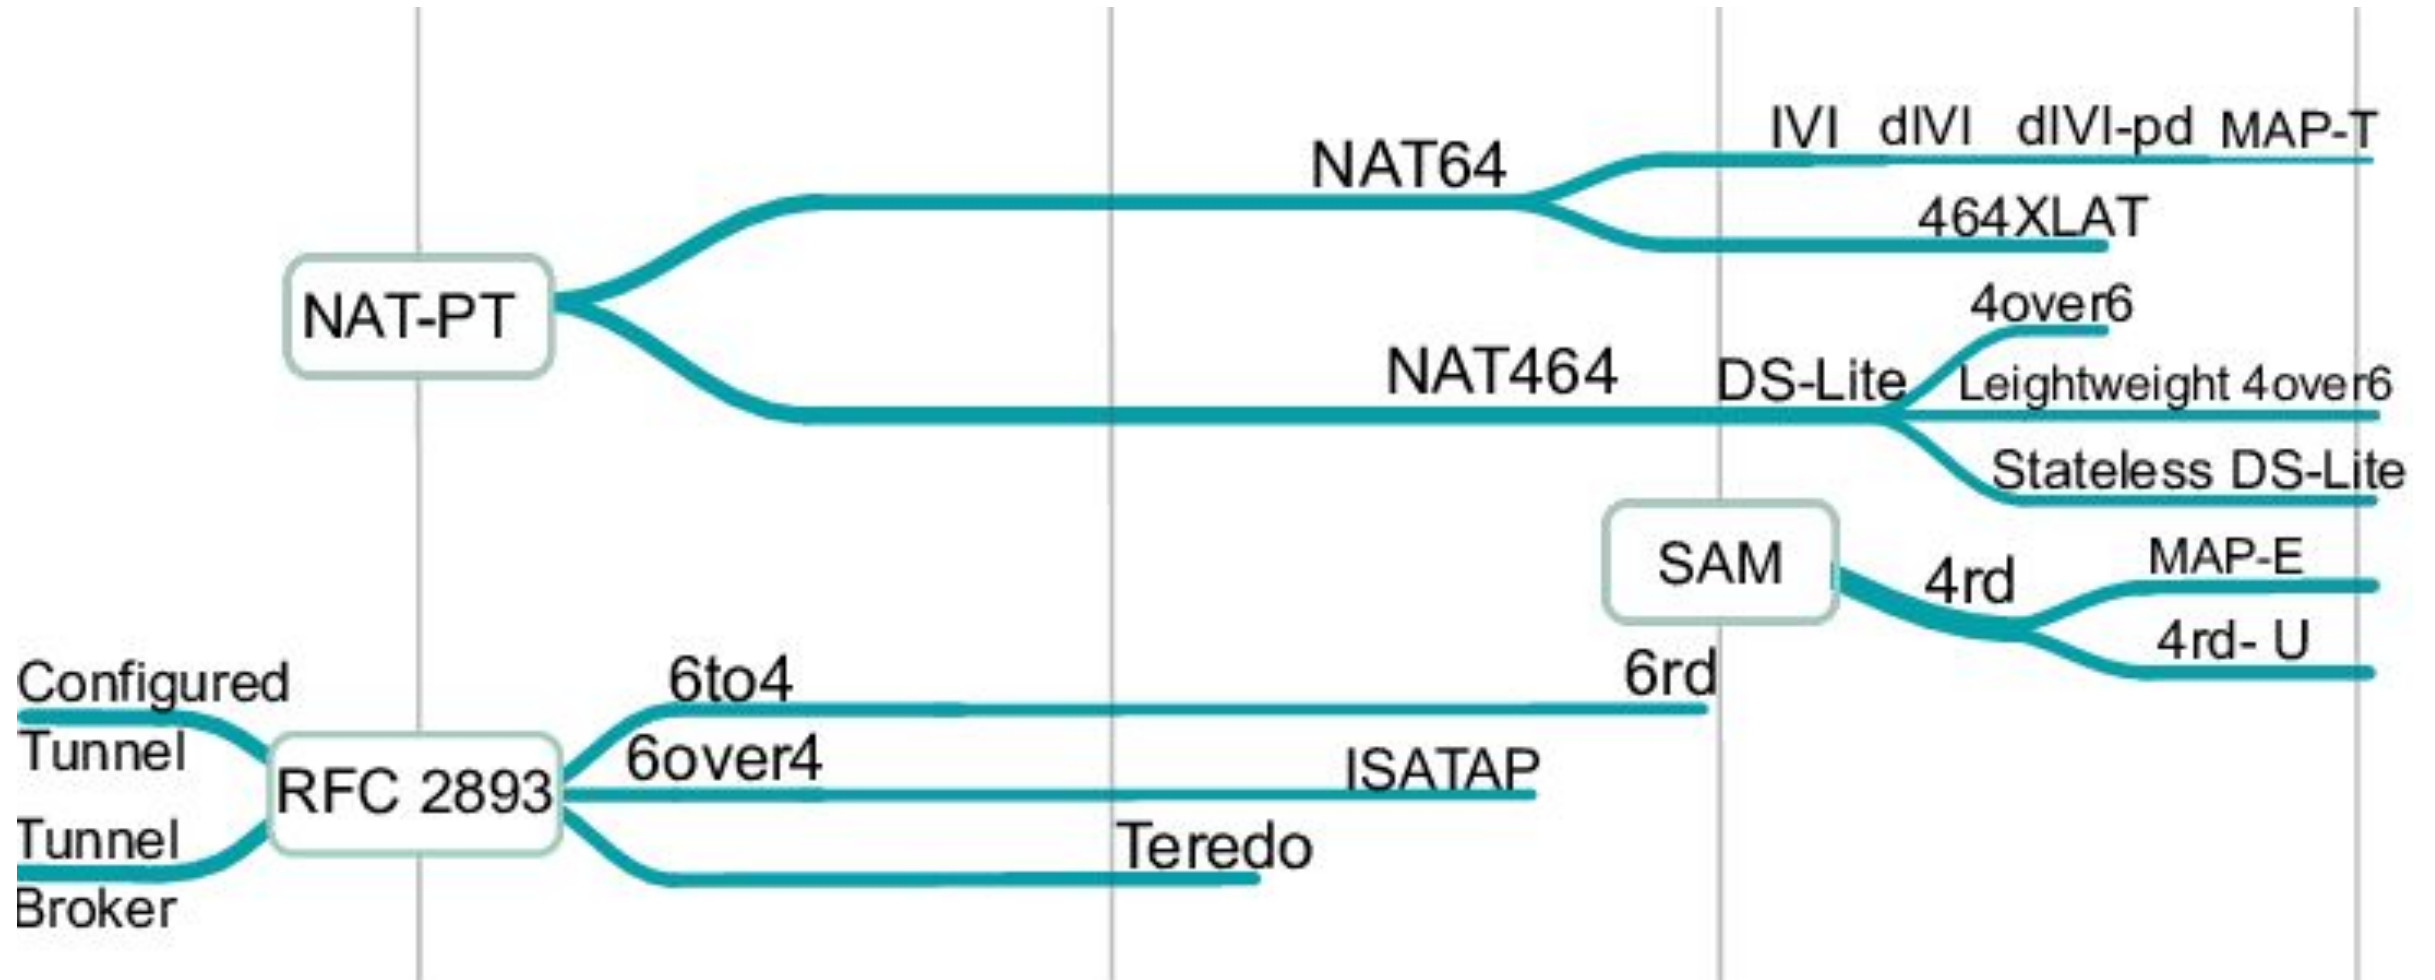 IVI dIVI dIVI-pd MAP-T
NAT64
464XLAT
NAT-PT
4over6
NAT464 DS-Lite Leightweight 4over6
Stateless DS-Lite
SAM
4rd
MAP-E
4rd- U
Configured
Tunnel
Tunnel
Broker
RFC 2893
6to4
6rd
6over4
ISATAP
Teredo